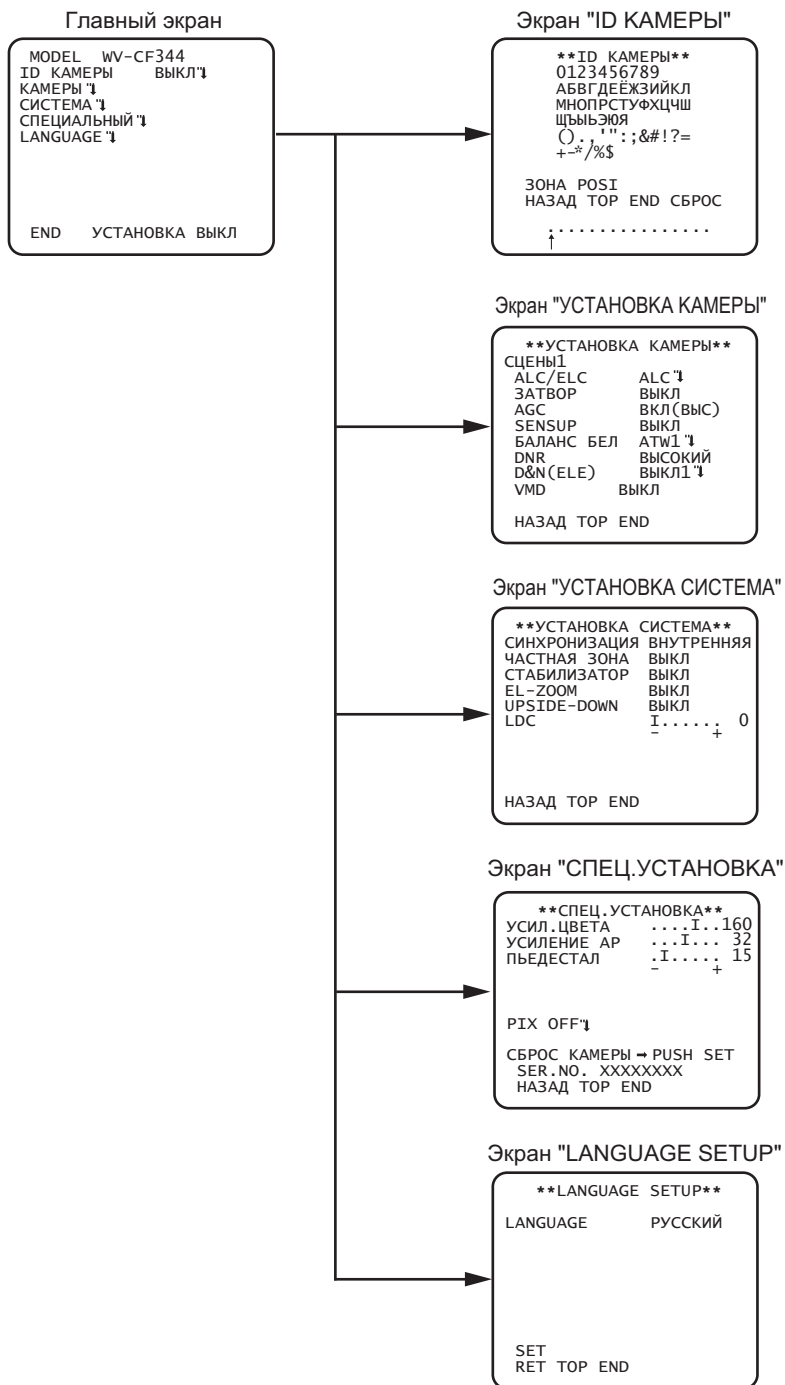 Главный экран
MODEL WV-CF344
ID КАМЕРЫ ВЫКЛ
КАМЕРЫ
СИСТЕМА
СПЕЦИАЛЬНЫЙ
LANGUAGE
END УСТАНОВКА ВЫКЛ
Экран "ID КАМЕРЫ"
**ID КАМЕРЫ**
0123456789
АБВГДЕЁЖЗИЙКЛ
МНОПРСТУФХЦЧШ
ЩЪЫЬЭЮЯ
().,'":;&#!?=
+-*/%$
ЗОНА POSI
НАЗАД TOP END СБРОС
................
↑
Экран "УСТАНОВКА КАМЕРЫ"
**УСТАНОВКА КАМЕРЫ**
СЦЕНЫ1
ALC/ELC ALC
ЗАТВОР ВЫКЛ
AGC ВКЛ(ВЫС)
SENSUP ВЫКЛ
БАЛАНС БЕЛ ATW1
DNR ВЫСОКИЙ
D&N(ELE) ВЫКЛ1
VMD ВЫКЛ
НАЗАД TOP END
Экран "УСТАНОВКА СИСТЕМА"
**УСТАНОВКА СИСТЕМА**
СИНХРОНИЗАЦИЯ ВНУТРЕННЯЯ
ЧАСТНАЯ ЗОНА ВЫКЛ
СТАБИЛИЗАТОР ВЫКЛ
EL-ZOOM ВЫКЛ
UPSIDE-DOWN ВЫКЛ
LDC I...... 0
- +
НАЗАД TOP END
Экран "СПЕЦ.УСТАНОВКА"
**СПЕЦ.УСТАНОВКА**
УСИЛ.ЦВЕТА ....I..160
УСИЛЕНИЕ АР ...I... 32
ПЬЕДЕСТАЛ .I..... 15
- +
PIX OFF
СБРОС КАМЕРЫ → PUSH SET
SER.NO. XXXXXXXX
НАЗАД TOP END
Экран "LANGUAGE SETUP"
**LANGUAGE SETUP**
LANGUAGE РУССКИЙ
SET
RET TOP END